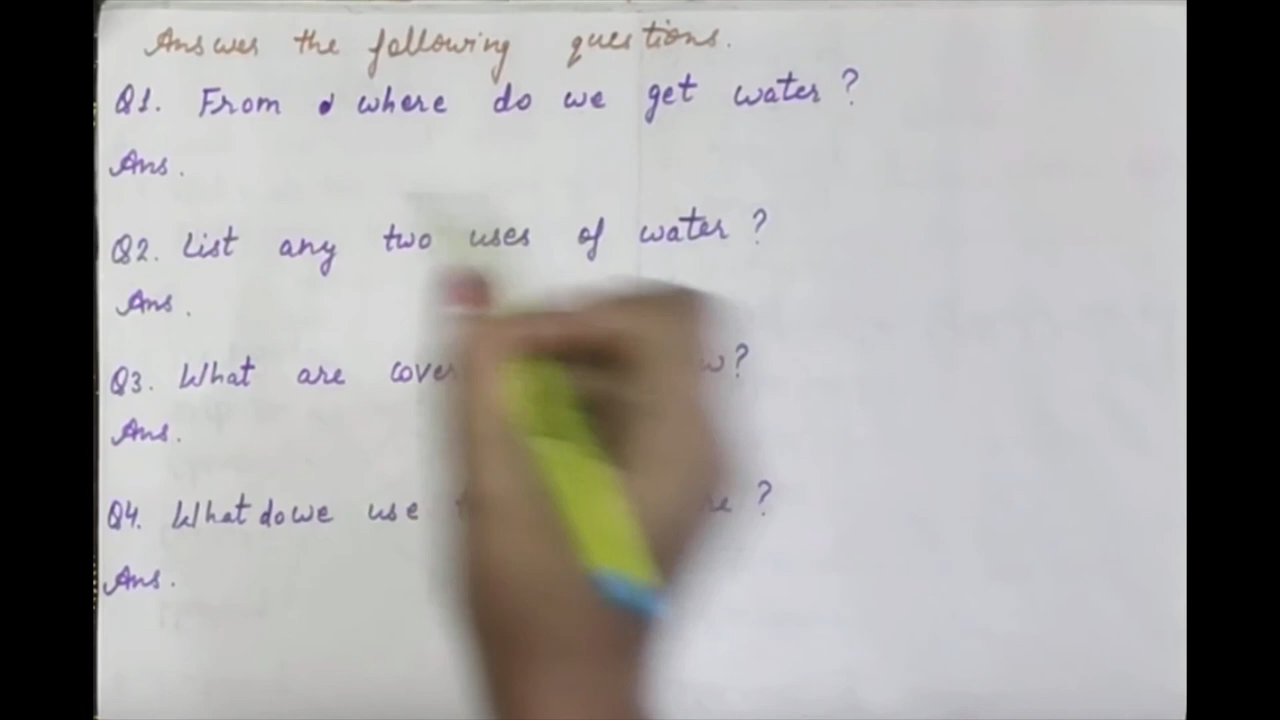 Answer the following questions.
Q1. From where do we get water?
Ans.
Q2. List any two uses of water?
Ans.
Q3. What are cover
Ans.
Q4. What do we use
Ans.